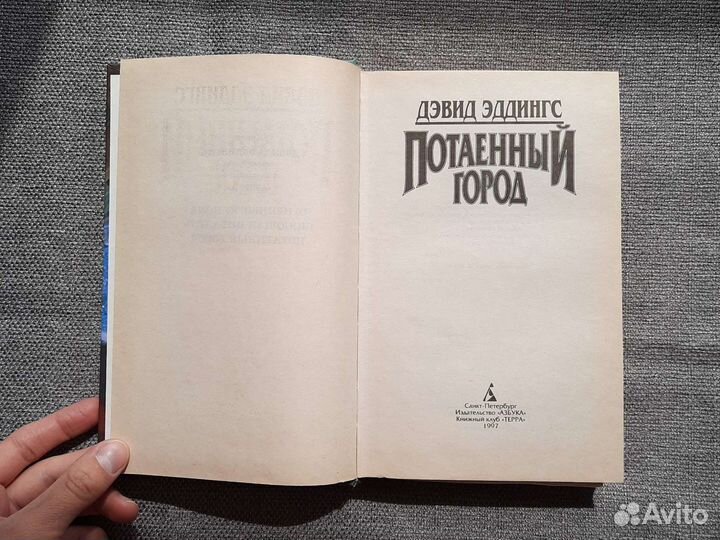 ДЭВИД ЭДДИНГС
ПОТАЕННЫЙ
ГОРОД
Санкт-Петербург
Издательство «АЗБУКА»
Книжный клуб «ТЕРРА»
1997
Avito